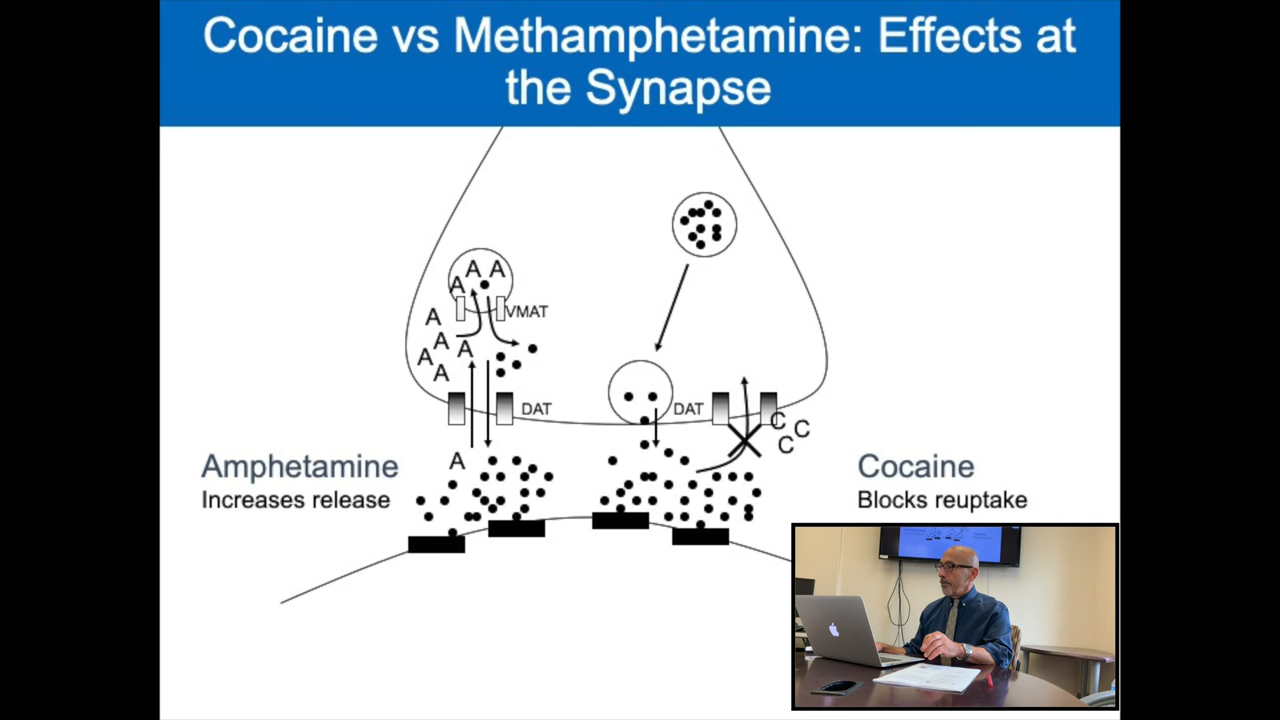 Cocaine vs Methamphetamine: Effects at
the Synapse
A A
A
VMAT
A
A
A
A
A
DAT
DAT
C
C
C
A
Amphetamine
Increases release
Cocaine
Blocks reuptake